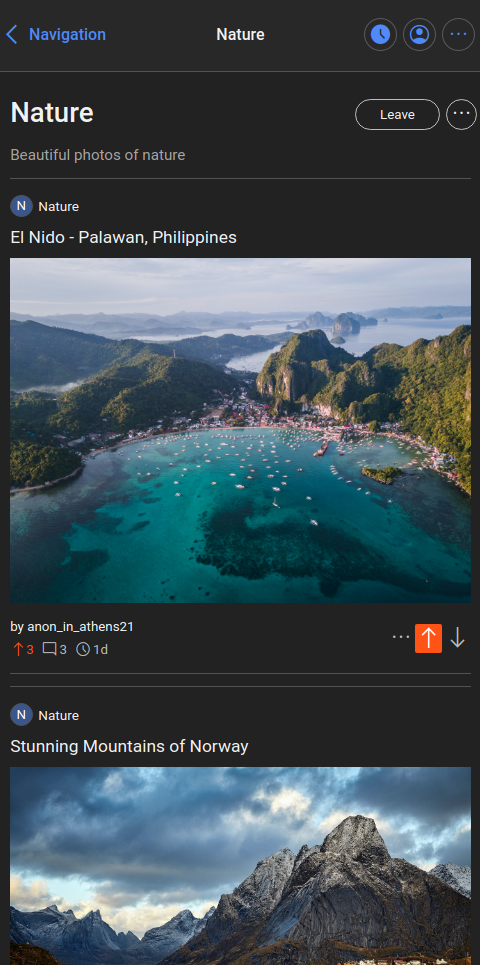 Navigation
Nature
Nature
Leave
Beautiful photos of nature
N Nature
El Nido - Palawan, Philippines
by anon_in_athens21
3 3 1d
N Nature
Stunning Mountains of Norway